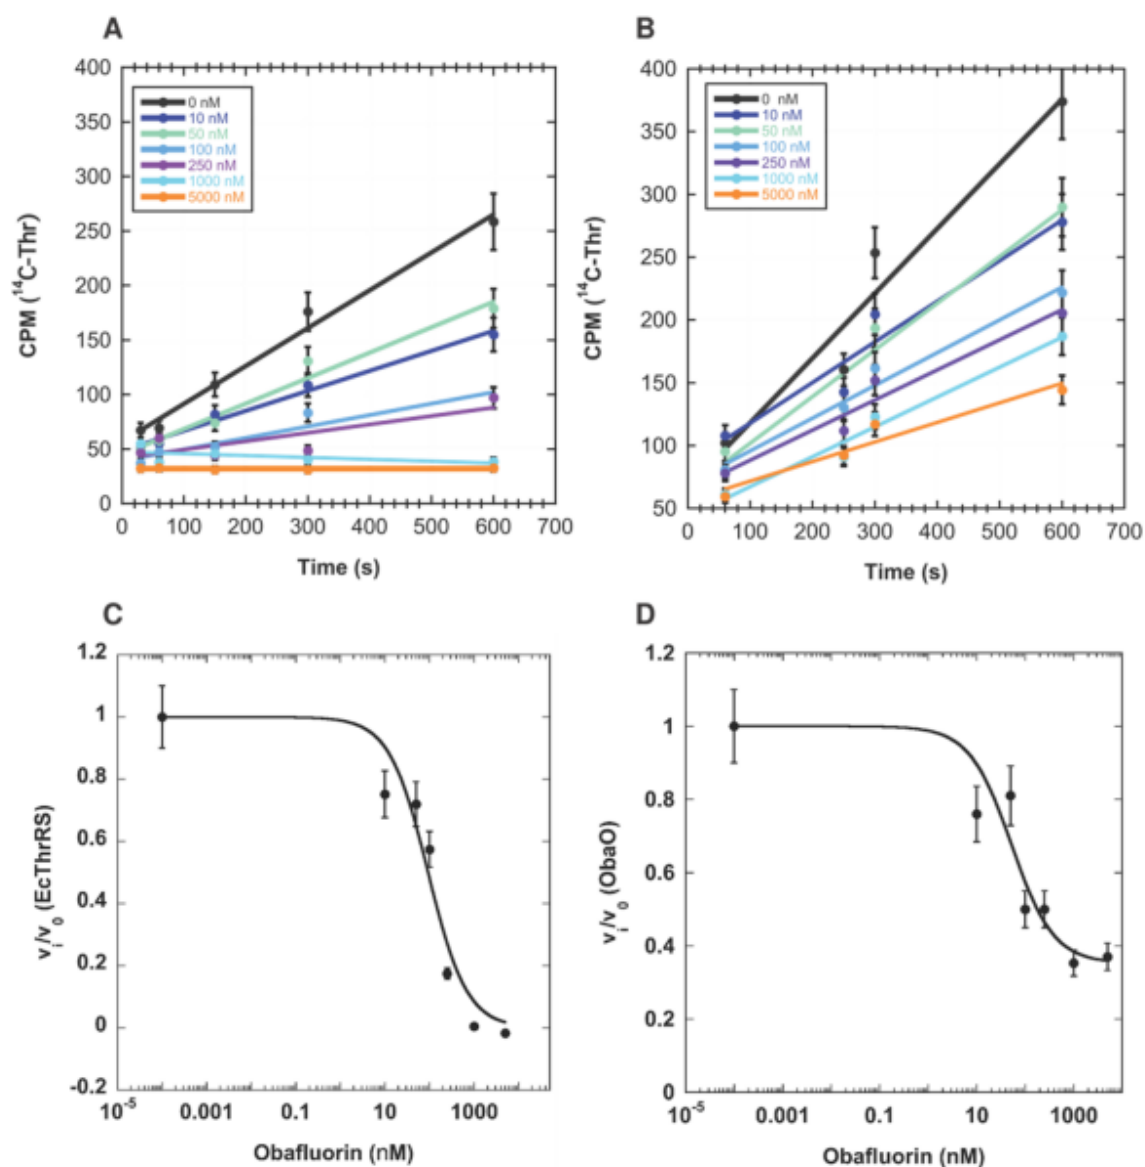 A
400
350
300
250
200
150
100
50
0
0 nM
10 nM
50 nM
100 nM
250 nM
1000 nM
5000 nM
CPM (¹⁴C-Thr)
0 100 200 300 400 500 600 700
Time (s)
B
400
350
300
250
200
150
100
50
0 nM
10 nM
50 nM
100 nM
250 nM
1000 nM
5000 nM
CPM (¹⁴C-Thr)
0 100 200 300 400 500 600 700
Time (s)
C
1.2
1
0.8
0.6
0.4
0.2
0
-0.2
vᵢ/v₀ (EcThrRS)
10⁻⁵ 0.001 0.1 10 1000
Obafluorin (nM)
D
1.2
1
0.8
0.6
0.4
0.2
0
vᵢ/v₀ (ObaO)
10⁻⁵ 0.001 0.1 10 1000
Obafluorin (nM)